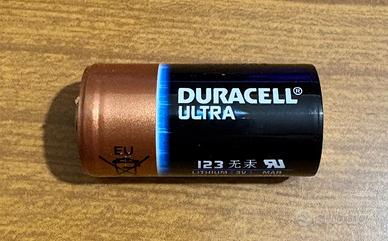 DURACELL®
ULTRA
EU
123 无汞
LITHIUM 3V